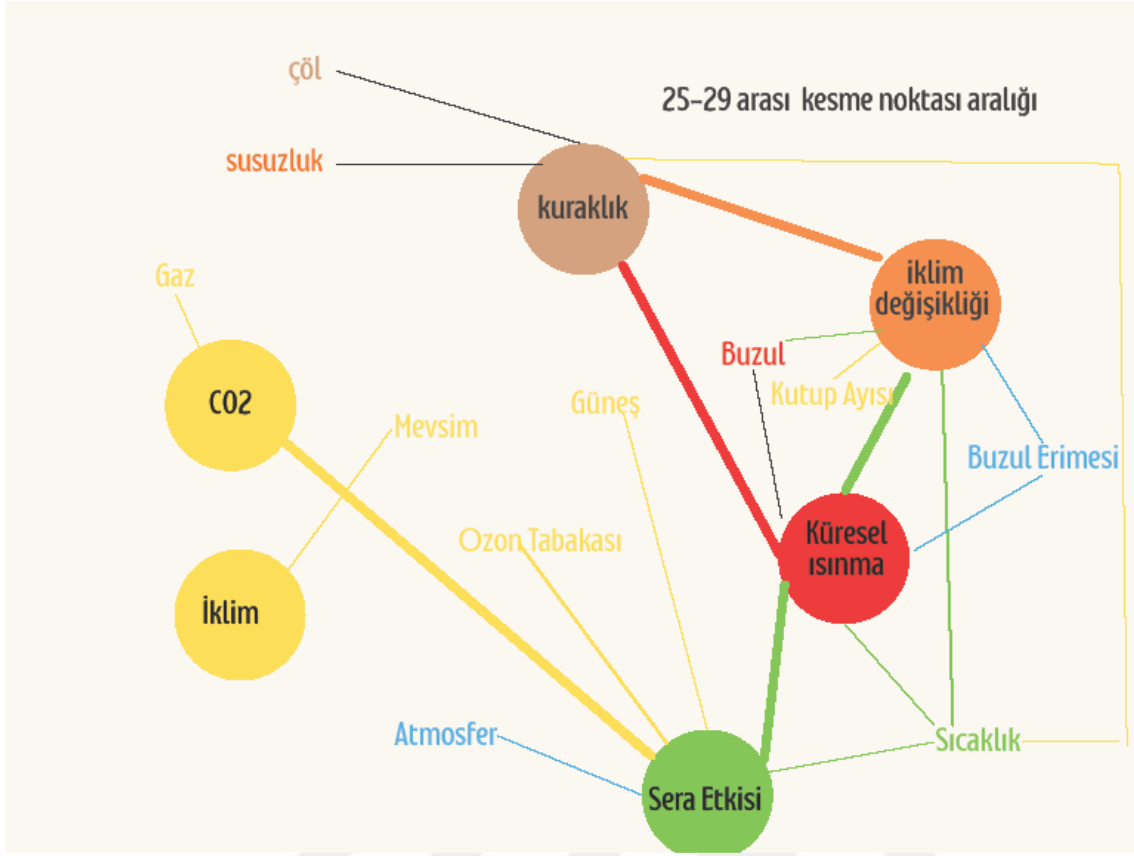 çöl
25–29 arası kesme noktası aralığı
susuzluk
kuraklık
Gaz
iklim
değişikliği
Buzul
Kutup Ayısı
Güneş
CO2
Mevsim
Buzul Erimesi
Ozon Tabakası
Küresel
ısınma
İklim
Atmosfer
Sıcaklık
Sera Etkisi